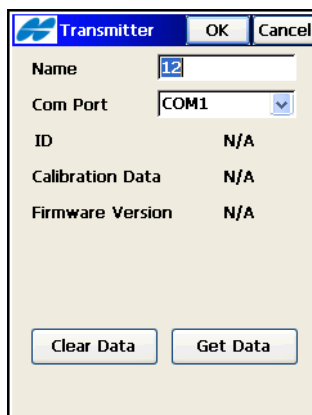 Transmitter OK Cancel
Name 12
Com Port COM1
ID N/A
Calibration Data N/A
Firmware Version N/A
Clear Data Get Data